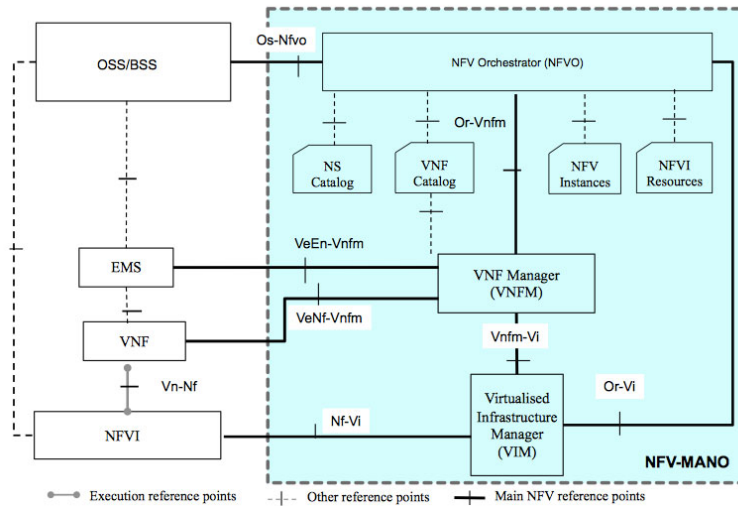 Os-Nfvo
OSS/BSS
NFV Orchestrator (NFVO)
Or-Vnfm
NS
Catalog
VNF
Catalog
NFV
Instances
NFVI
Resources
VeEn-Vnfm
EMS
VNF Manager
(VNFM)
VeNf-Vnfm
VNF
Vnfm-Vi
Vn-Nf
Virtualised
Infrastructure
Manager
(VIM)
Or-Vi
Nf-Vi
NFVI
NFV-MANO
Execution reference points
Other reference points
Main NFV reference points